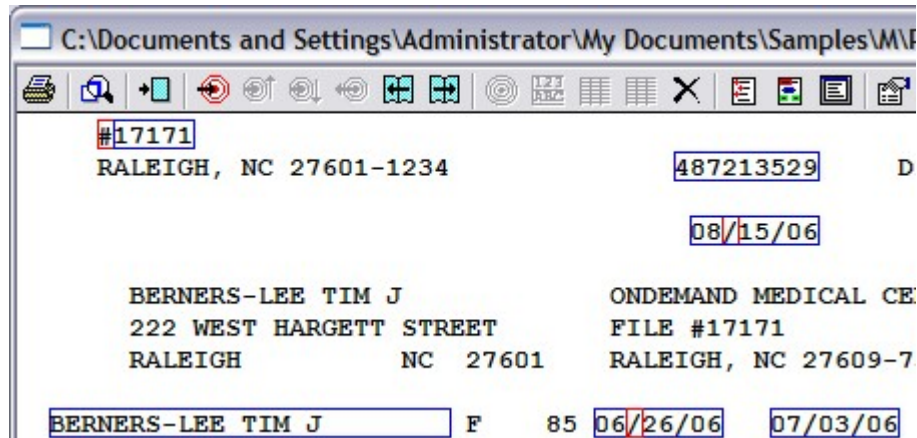 C:\Documents and Settings\Administrator\My Documents\Samples\M\
#17171
RALEIGH, NC 27601-1234 487213529 D
08/15/06
BERNERS-LEE TIM J ONDEMAND MEDICAL
222 WEST HARGETT STREET FILE #17171
RALEIGH NC 27601 RALEIGH, NC 27609-7
BERNERS-LEE TIM J F 85 06/26/06 07/03/06